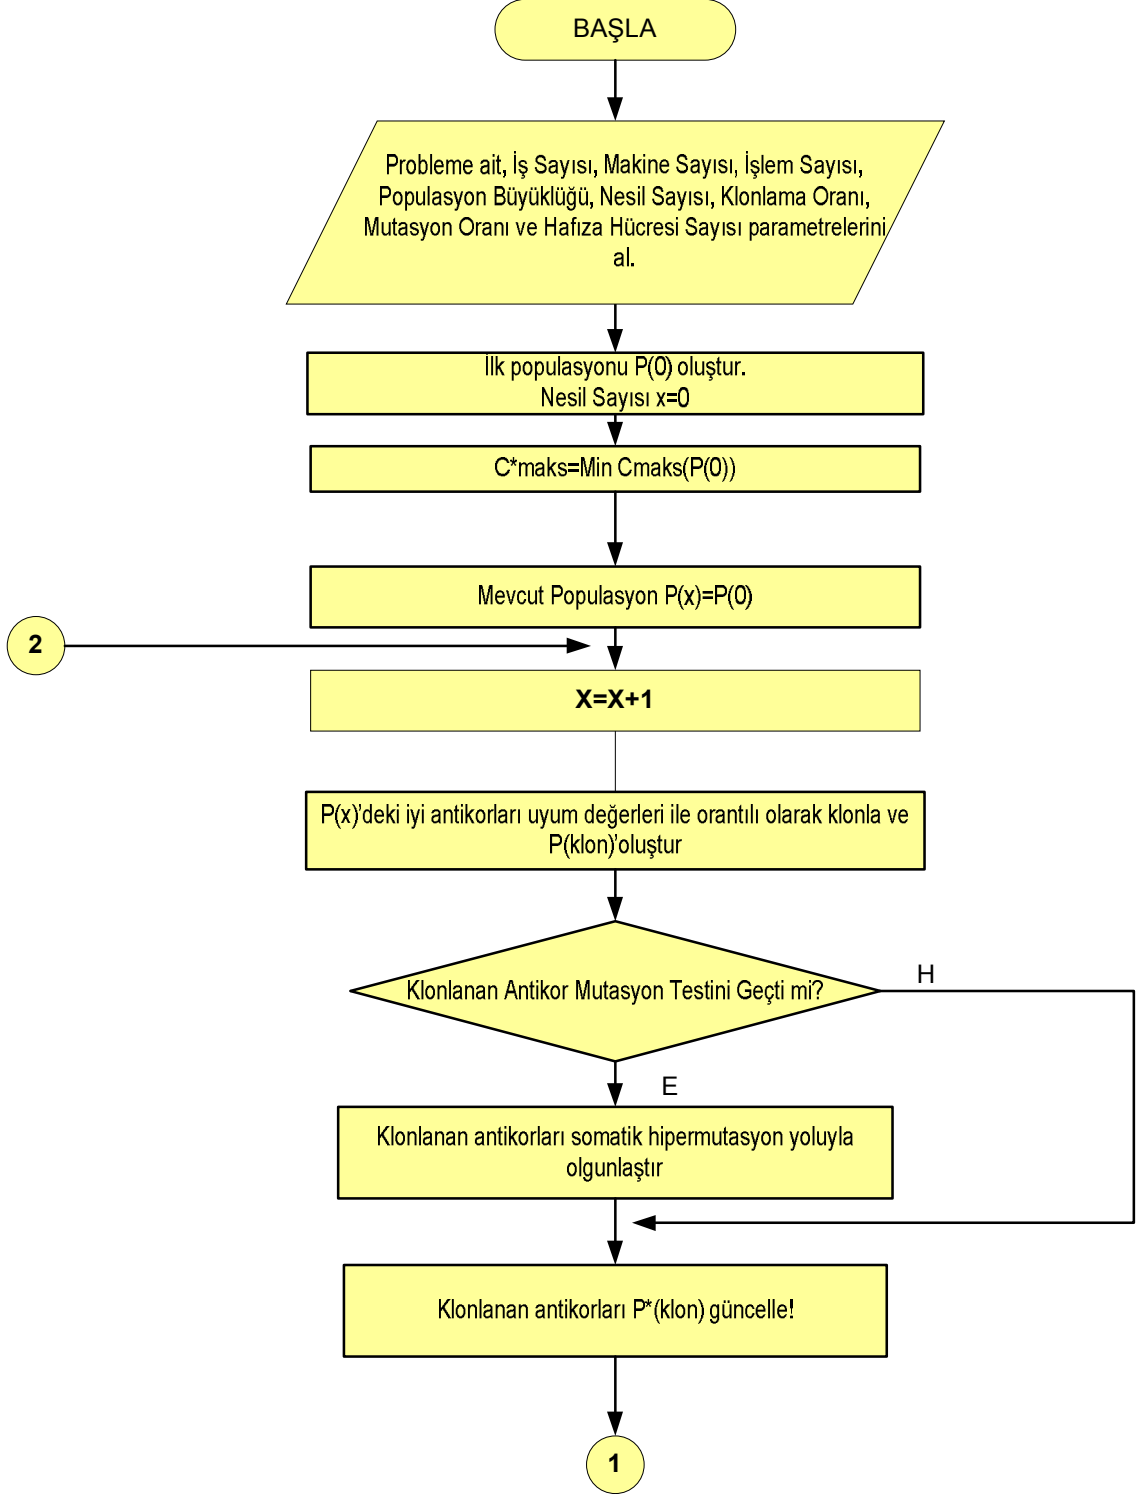 BAŞLA
Probleme ait, İş Sayısı, Makine Sayısı, İşlem Sayısı,
Populasyon Büyüklüğü, Nesil Sayısı, Klonlama Oranı,
Mutasyon Oranı ve Hafıza Hücresi Sayısı parametrelerini
al.
İlk populasyonu P(0) oluştur.
Nesil Sayısı x=0
C*maks=Min Cmaks(P(0))
Mevcut Populasyon P(x)=P(0)
2
X=X+1
P(x)'deki iyi antikorları uyum değerleri ile orantılı olarak klonla ve
P(klon)'oluştur
Klonlanan Antikor Mutasyon Testini Geçti mi?
H
E
Klonlanan antikorları somatik hipermutasyon yoluyla
olgunlaştır
Klonlanan antikorları P*(klon) güncelle!
1